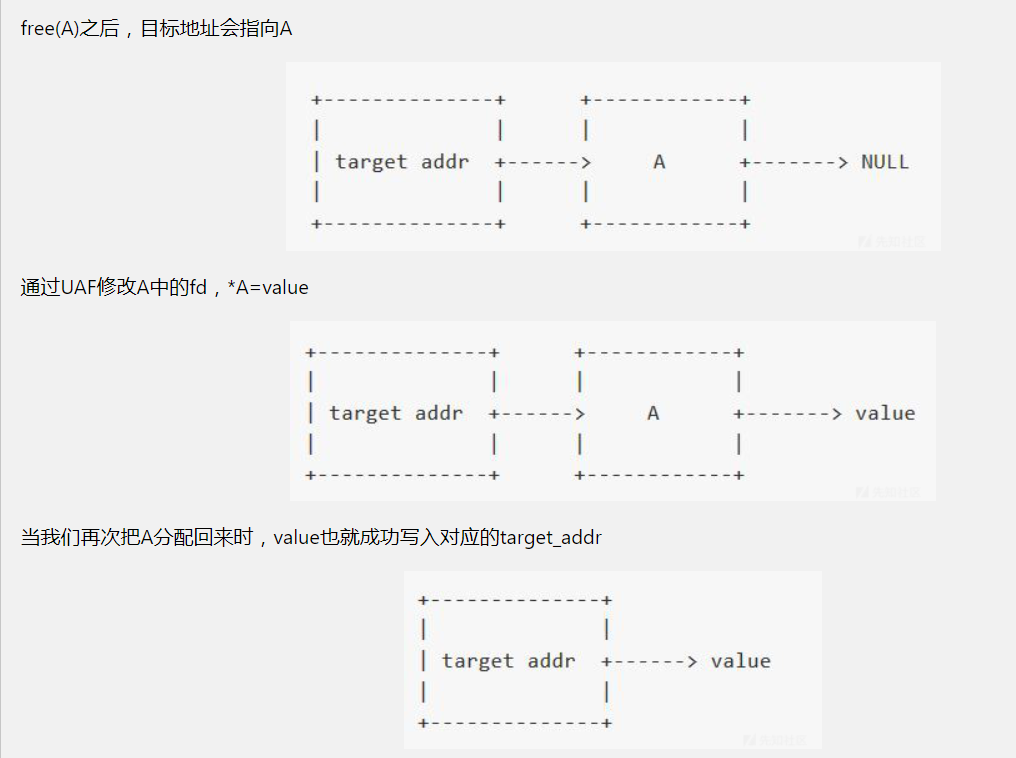 free(A)之后，目标地址会指向A
+--------------+      +------------+
|              |      |            |
| target addr  +------>     A      +-------> NULL
|              |      |            |
+--------------+      +------------+
通过UAF修改A中的fd，*A=value
+--------------+      +------------+
|              |      |            |
| target addr  +------>     A      +-------> value
|              |      |            |
+--------------+      +------------+
当我们再次把A分配回来时，value也就成功写入对应的target_addr
+--------------+
|              |
| target addr  +------> value
|              |
+--------------+